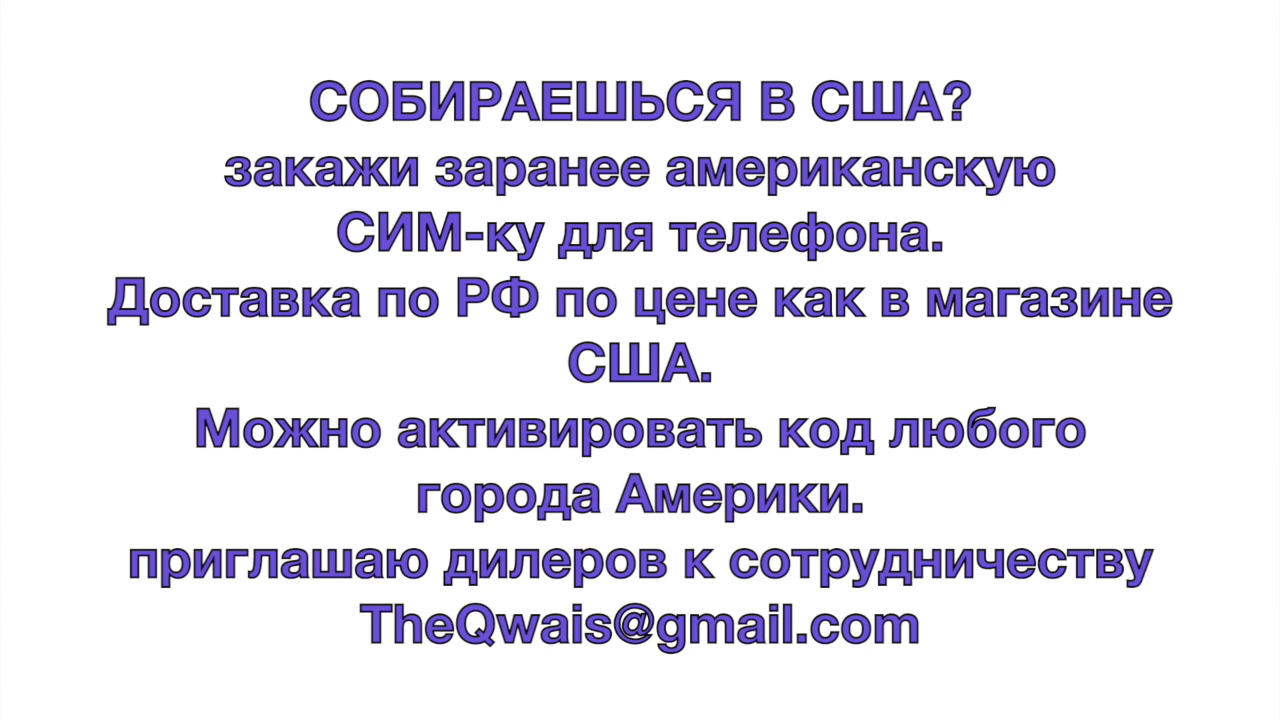 СОБИРАЕШЬСЯ В США?
закажи заранее американскую
СИМ-ку для телефона.
Доставка по РФ по цене как в магазине
США.
Можно активировать код любого
города Америки.
приглашаю дилеров к сотрудничеству
TheQwais@gmail.com